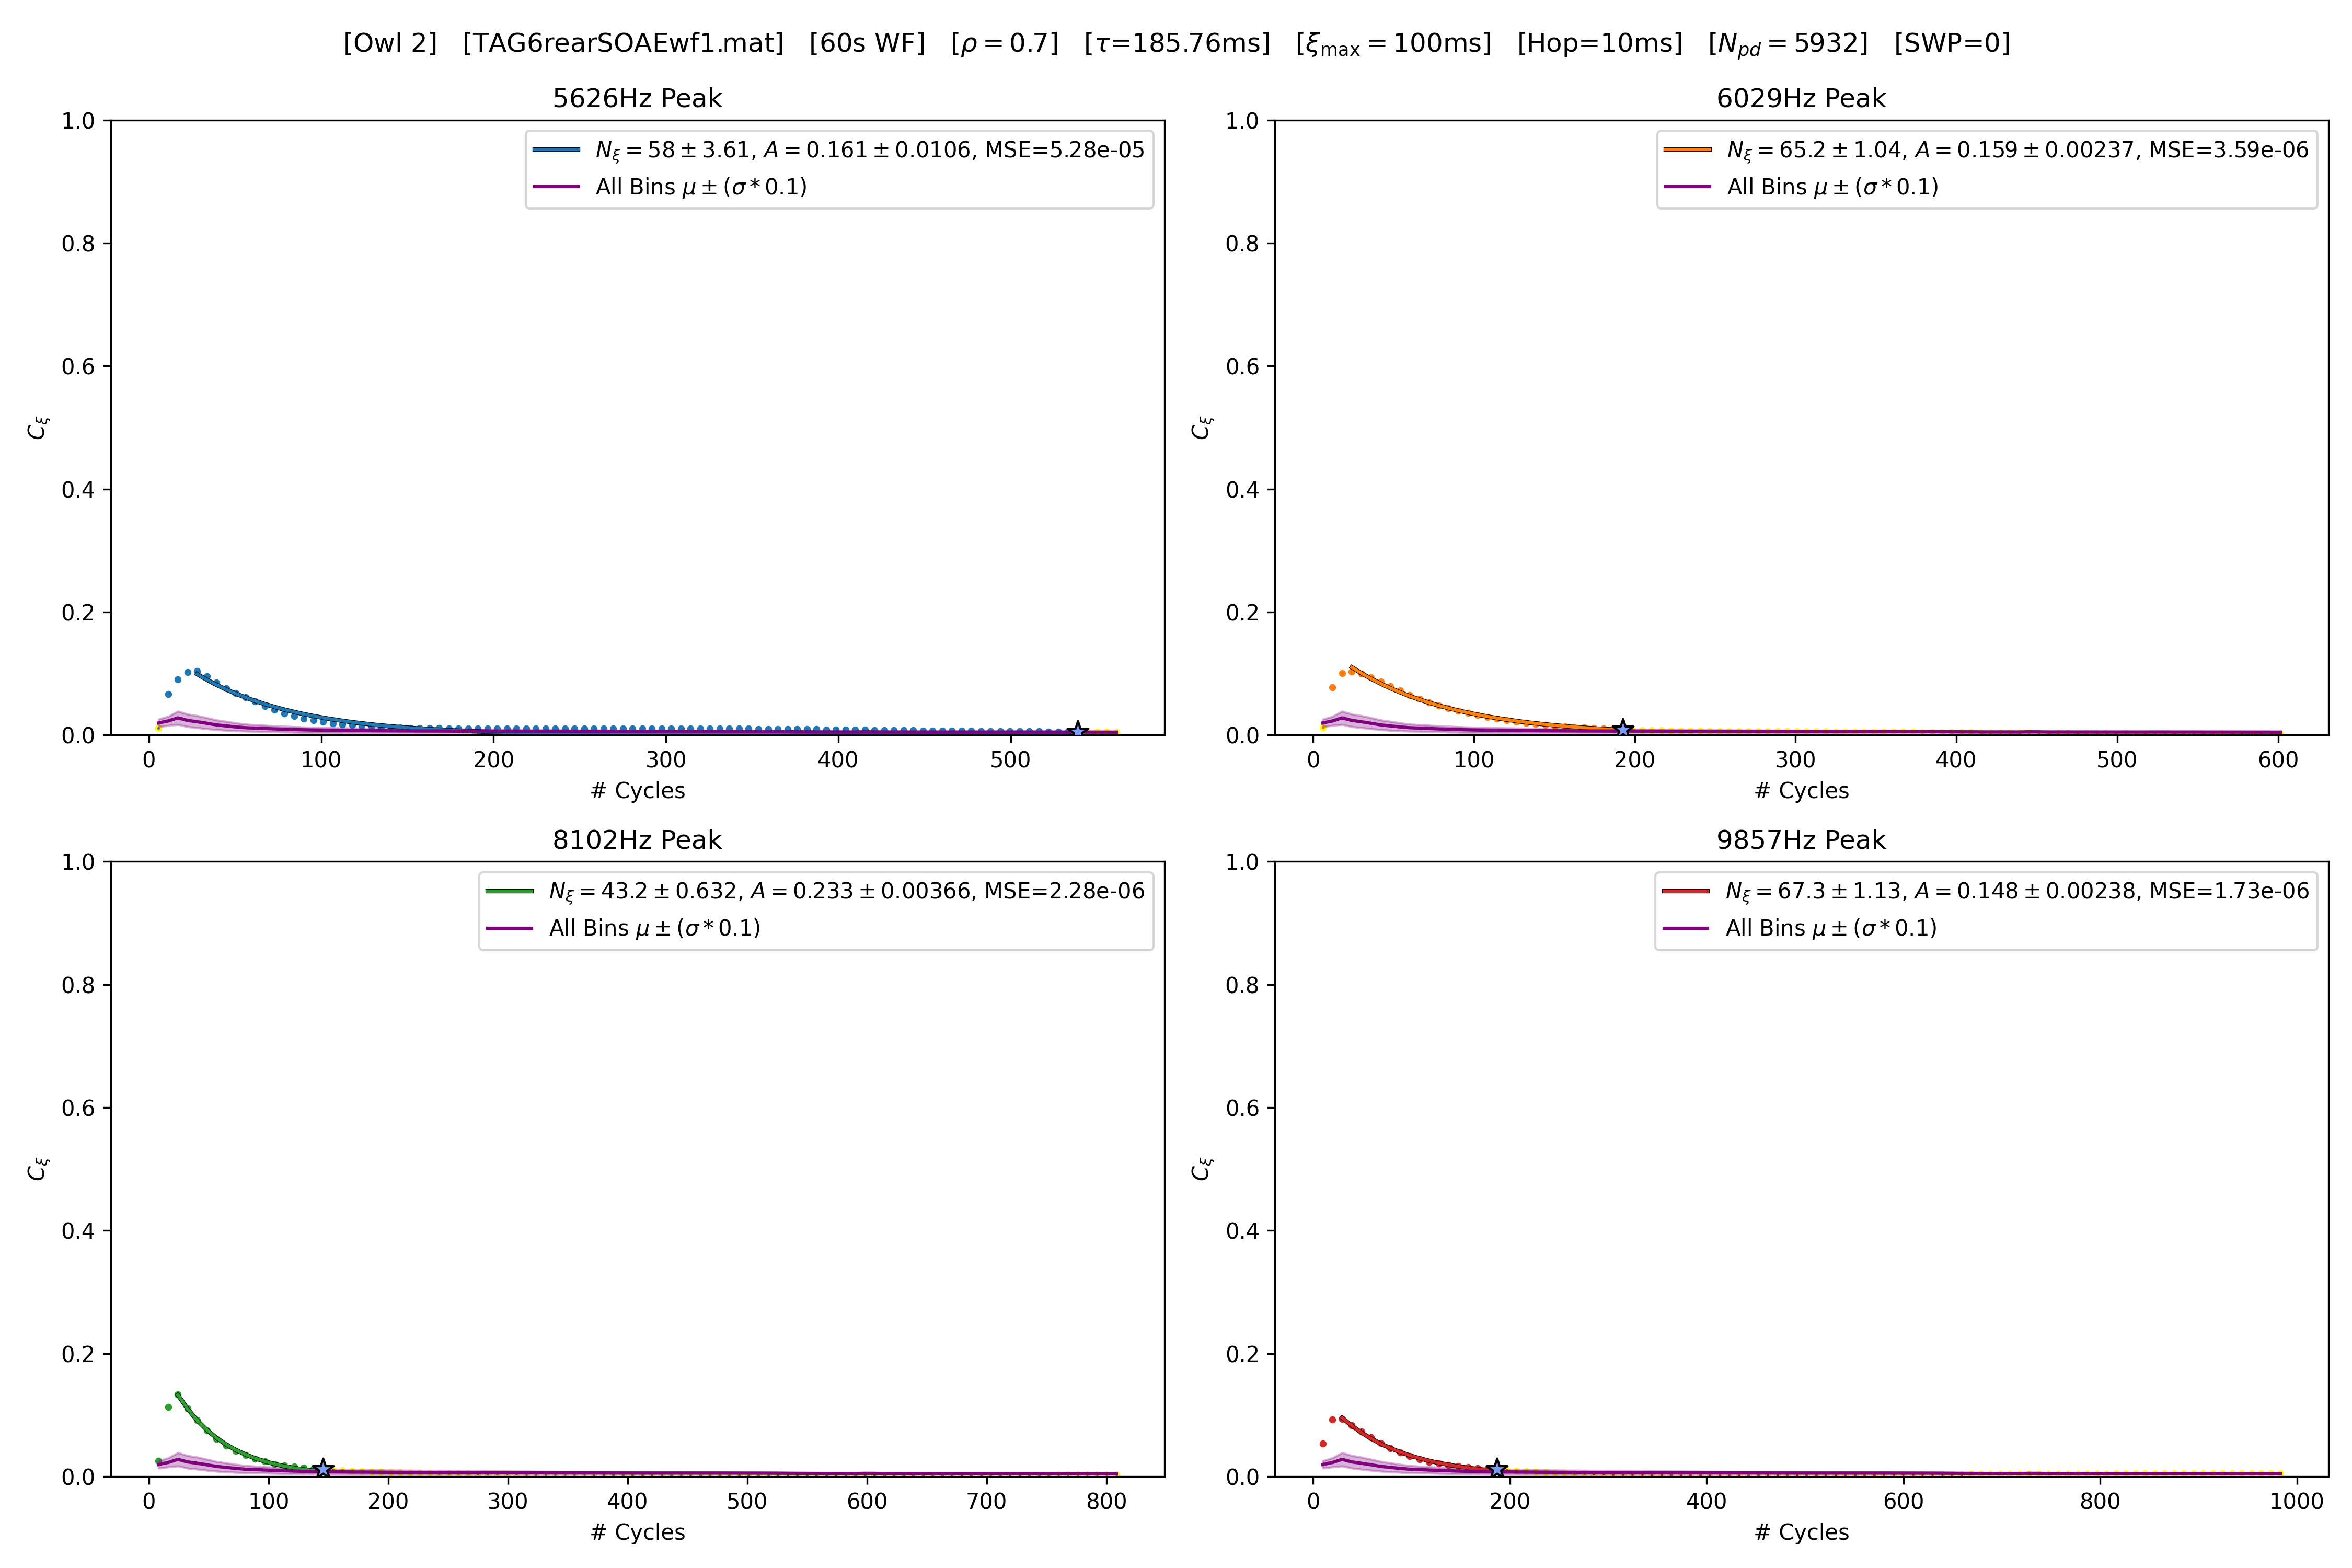 [Owl 2] [TAG6rearSOAEwf1.mat] [60s WF] [ρ = 0.7] [τ=185.76ms] [ξmax = 100ms] [Hop=10ms] [Npd = 5932] [SWP=0]
5626Hz Peak
1.0
0.8
0.6
0.4
0.2
0.0
Cξ
Nξ = 58 ± 3.61, A = 0.161 ± 0.0106, MSE=5.28e-05
All Bins μ ± (σ * 0.1)
0 100 200 300 400 500
# Cycles
6029Hz Peak
1.0
0.8
0.6
0.4
0.2
0.0
Cξ
Nξ = 65.2 ± 1.04, A = 0.159 ± 0.00237, MSE=3.59e-06
All Bins μ ± (σ * 0.1)
0 100 200 300 400 500 600
# Cycles
8102Hz Peak
1.0
0.8
0.6
0.4
0.2
0.0
Cξ
Nξ = 43.2 ± 0.632, A = 0.233 ± 0.00366, MSE=2.28e-06
All Bins μ ± (σ * 0.1)
0 100 200 300 400 500 600 700 800
# Cycles
9857Hz Peak
1.0
0.8
0.6
0.4
0.2
0.0
Cξ
Nξ = 67.3 ± 1.13, A = 0.148 ± 0.00238, MSE=1.73e-06
All Bins μ ± (σ * 0.1)
0 200 400 600 800 1000
# Cycles